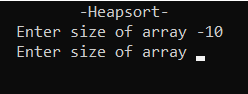 -Heapsort-
Enter size of array -10
Enter size of array